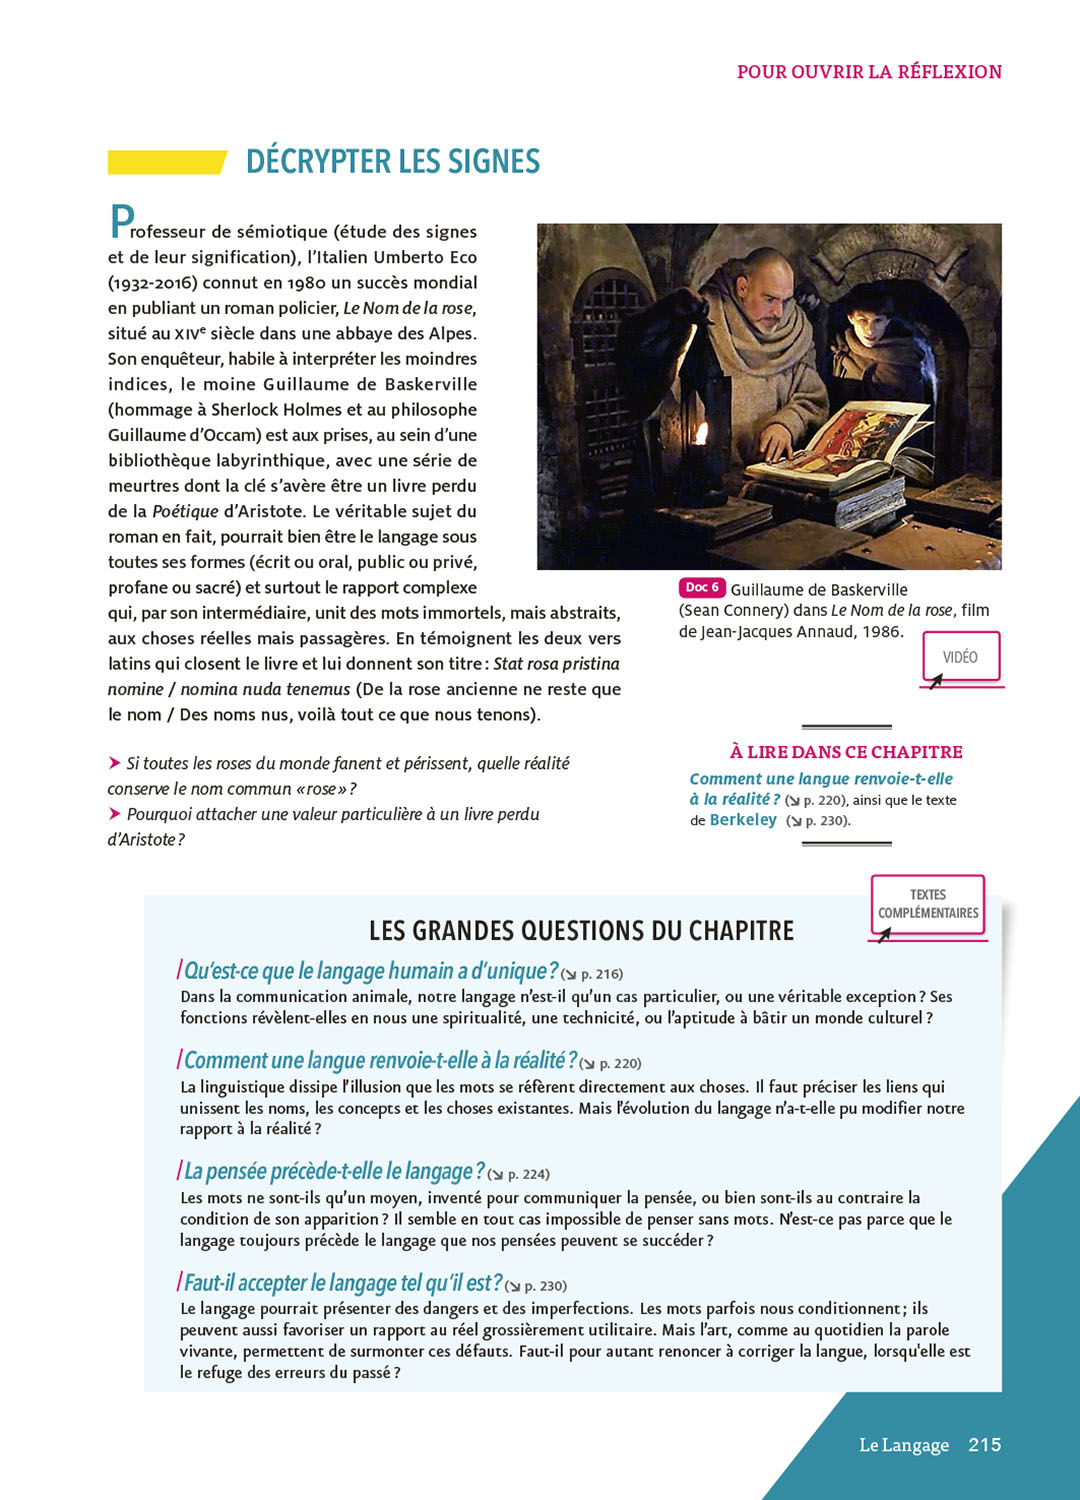 POUR OUVRIR LA RÉFLEXION
DÉCRYPTER LES SIGNES
Professeur de sémiotique (étude des signes
et de leur signification), l'Italien Umberto Eco
(1932-2016) connut en 1980 un succès mondial
en publiant un roman policier, Le Nom de la rose,
situé au XIVe siècle dans une abbaye des Alpes.
Son enquêteur, habile à interpréter les moindres
indices, le moine Guillaume de Baskerville
(hommage à Sherlock Holmes et au philosophe
Guillaume d'Occam) est aux prises, au sein d'une
bibliothèque labyrinthique, avec une série de
meurtres dont la clé s'avère être un livre perdu
de la Poétique d'Aristote. Le véritable sujet du
roman en fait, pourrait bien être le langage sous
toutes ses formes (écrit ou oral, public ou privé,
profane ou sacré) et surtout le rapport complexe
qui, par son intermédiaire, unit des mots immortels, mais abstraits,
aux choses réelles mais passagères. En témoignent les deux vers
latins qui closent le livre et lui donnent son titre : Stat rosa pristina
nomine / nomina nuda tenemus (De la rose ancienne ne reste que
le nom / Des noms nus, voilà tout ce que nous tenons).
Si toutes les roses du monde fanent et périssent, quelle réalité
conserve le nom commun « rose » ?
Pourquoi attacher une valeur particulière à un livre perdu
d'Aristote ?
Doc 6 Guillaume de Baskerville
(Sean Connery) dans Le Nom de la rose, film
de Jean-Jacques Annaud, 1986.
VIDÉO
À LIRE DANS CE CHAPITRE
Comment une langue renvoie-t-elle
à la réalité ? (↘ p. 220), ainsi que le texte
de Berkeley (↘ p. 230).
TEXTES
COMPLÉMENTAIRES
LES GRANDES QUESTIONS DU CHAPITRE
/ Qu'est-ce que le langage humain a d'unique ? (↘ p. 216)
Dans la communication animale, notre langage n'est-il qu'un cas particulier, ou une véritable exception ? Ses
fonctions révèlent-elles en nous une spiritualité, une technicité, ou l'aptitude à bâtir un monde culturel ?
/ Comment une langue renvoie-t-elle à la réalité ? (↘ p. 220)
La linguistique dissipe l'illusion que les mots se réfèrent directement aux choses. Il faut préciser les liens qui
unissent les noms, les concepts et les choses existantes. Mais l'évolution du langage n'a-t-elle pu modifier notre
rapport à la réalité ?
/ La pensée précède-t-elle le langage ? (↘ p. 224)
Les mots ne sont-ils qu'un moyen, inventé pour communiquer la pensée, ou bien sont-ils au contraire la
condition de son apparition ? Il semble en tout cas impossible de penser sans mots. N'est-ce pas parce que le
langage toujours précède le langage que nos pensées peuvent se succéder ?
/ Faut-il accepter le langage tel qu'il est ? (↘ p. 230)
Le langage pourrait présenter des dangers et des imperfections. Les mots parfois nous conditionnent ; ils
peuvent aussi favoriser un rapport au réel grossièrement utilitaire. Mais l'art, comme au quotidien la parole
vivante, permettent de surmonter ces défauts. Faut-il pour autant renoncer à corriger la langue, lorsqu'elle est
le refuge des erreurs du passé ?
Le Langage 215